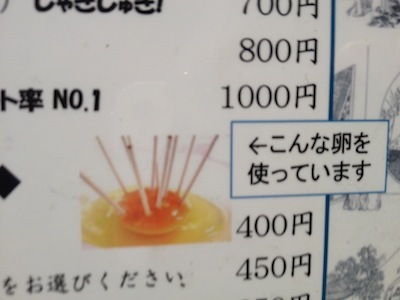 しゃきしゃき!
700円
800円
ト率 NO.1
1000円
←こんな卵を
使っています
400円
450円
をお選びください